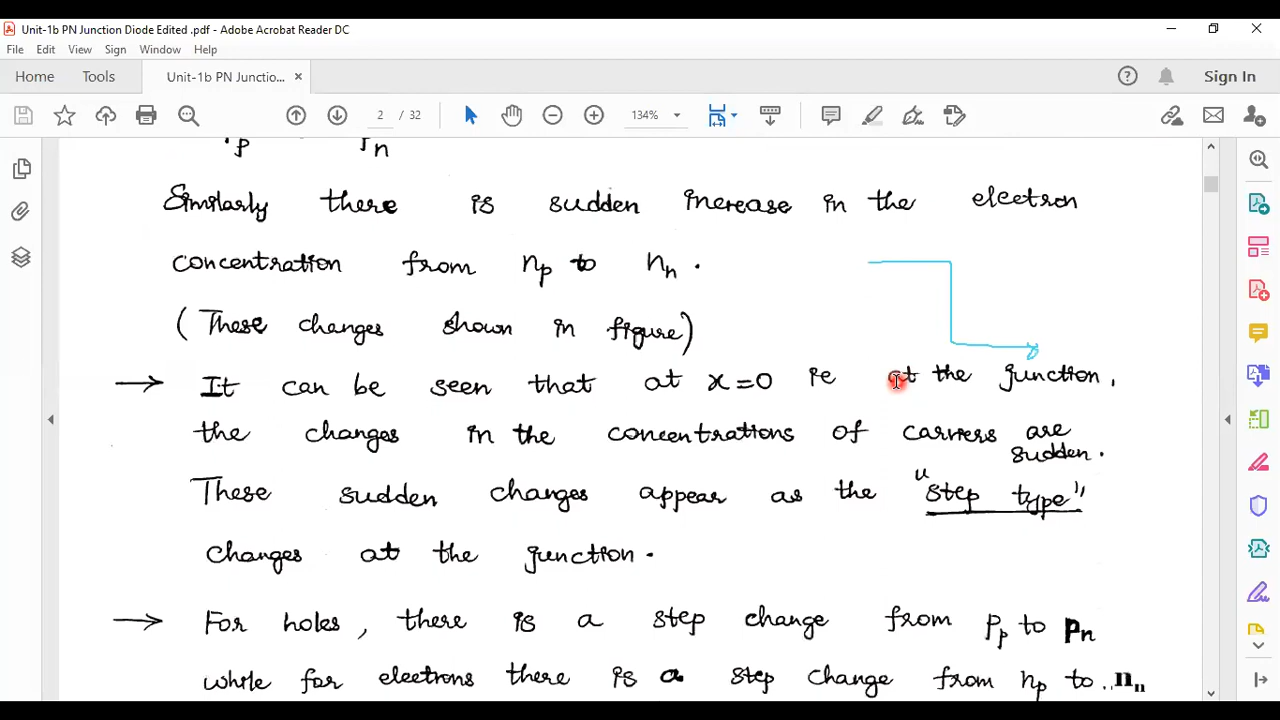 Unit-1b PN Junction Diode Edited .pdf - Adobe Acrobat Reader DC
File Edit View Sign Window Help
Home Tools Unit-1b PN Junctio... × Sign In
2 / 32 134%
Pp Pn
Similarly there is sudden increase in the electron
concentration from np to nn .
(These changes shown in figure)
→ It can be seen that at x=0 ie at the junction,
the changes in the concentrations of carriers are
sudden.
These sudden changes appear as the "step type"
changes at the junction.
→ For holes, there is a step change from Pp to Pn
while for electrons there is a step change from np to .. nn